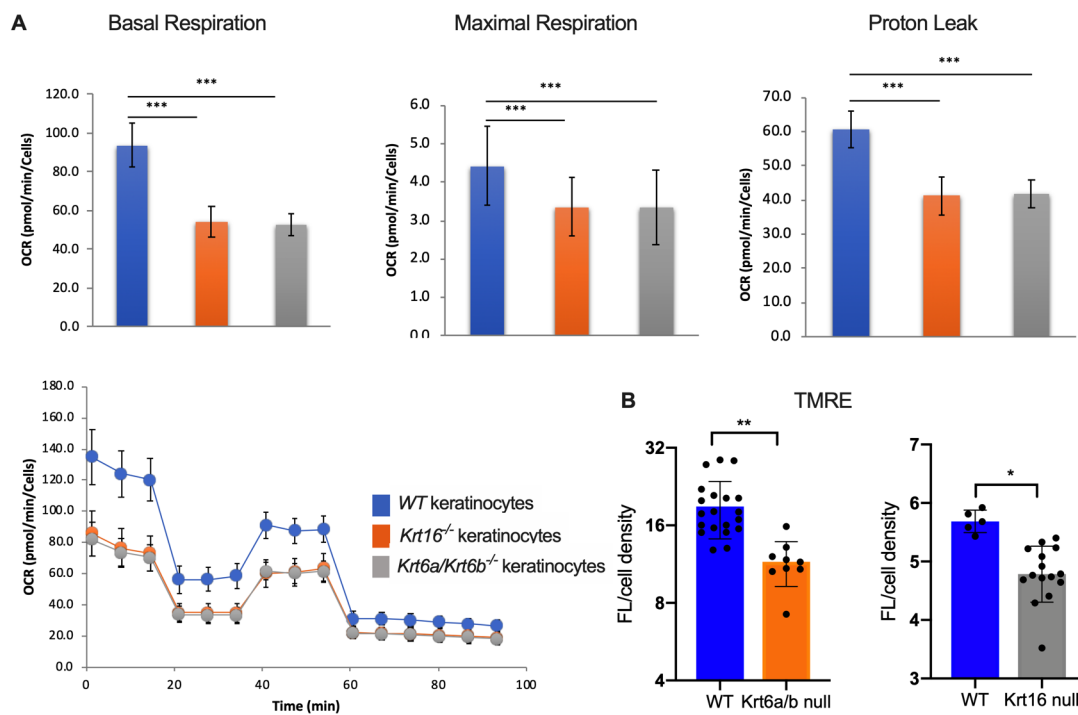 A
Basal Respiration
Maximal Respiration
Proton Leak
***
***
OCR (pmol/min/Cells)
120.0
100.0
80.0
60.0
40.0
20.0
0.0
***
***
OCR (pmol/min/Cells)
6.0
5.0
4.0
3.0
2.0
1.0
0.0
***
***
OCR (pmol/min/Cells)
70.0
60.0
50.0
40.0
30.0
20.0
10.0
0.0
OCR (pmol/min/Cells)
180.0
160.0
140.0
120.0
100.0
80.0
60.0
40.0
20.0
0.0
0 20 40 60 80 100
Time (min)
WT keratinocytes
Krt16-/- keratinocytes
Krt6a/Krt6b-/- keratinocytes
B
TMRE
**
FL/cell density
32
16
8
4
WT Krt6a/b null
*
FL/cell density
7
6
5
4
3
WT Krt16 null